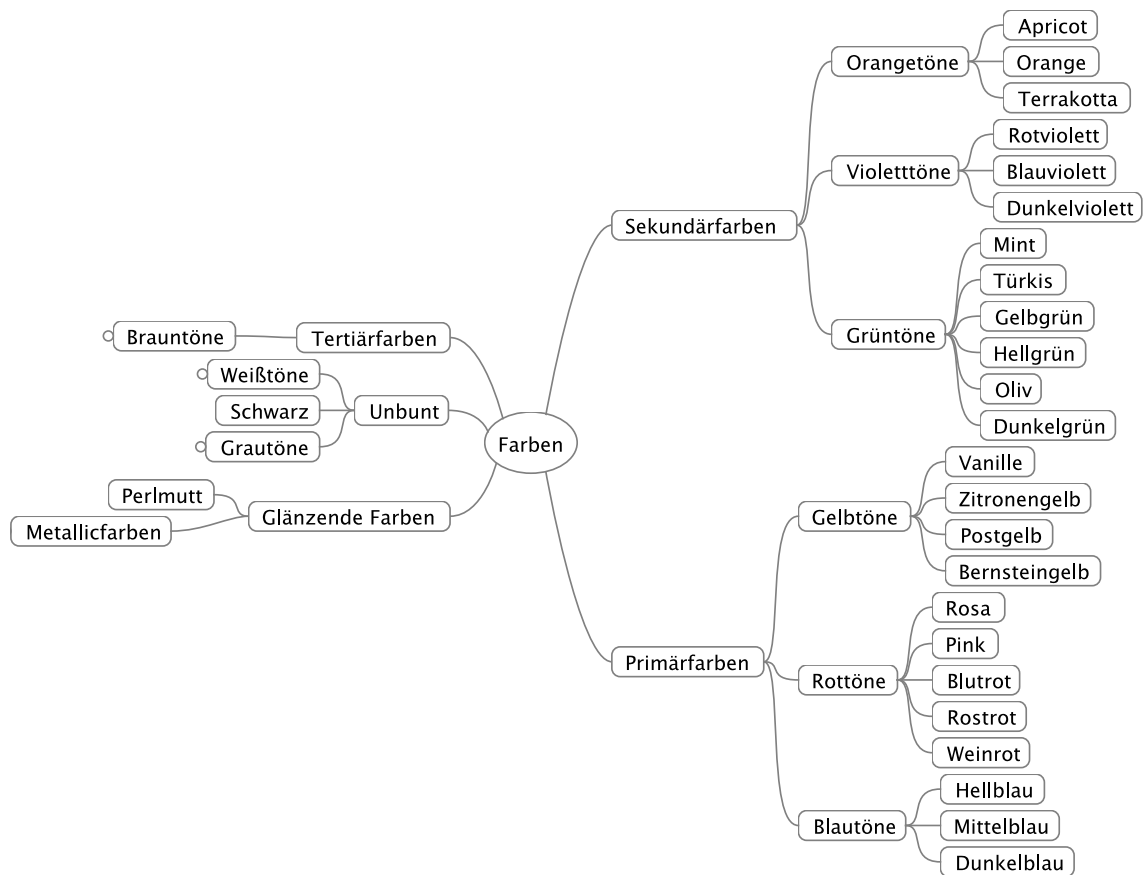 Farben
Sekundärfarben
Orangetöne
Apricot
Orange
Terrakotta
Violetttöne
Rotviolett
Blauviolett
Dunkelviolett
Grüntöne
Mint
Türkis
Gelbgrün
Hellgrün
Oliv
Dunkelgrün
Primärfarben
Gelbtöne
Vanille
Zitronengelb
Postgelb
Bernsteingelb
Rottöne
Rosa
Pink
Blutrot
Rostrot
Weinrot
Blautöne
Hellblau
Mittelblau
Dunkelblau
Tertiärfarben
Brauntöne
Unbunt
Weißtöne
Schwarz
Grautöne
Glänzende Farben
Perlmutt
Metallicfarben